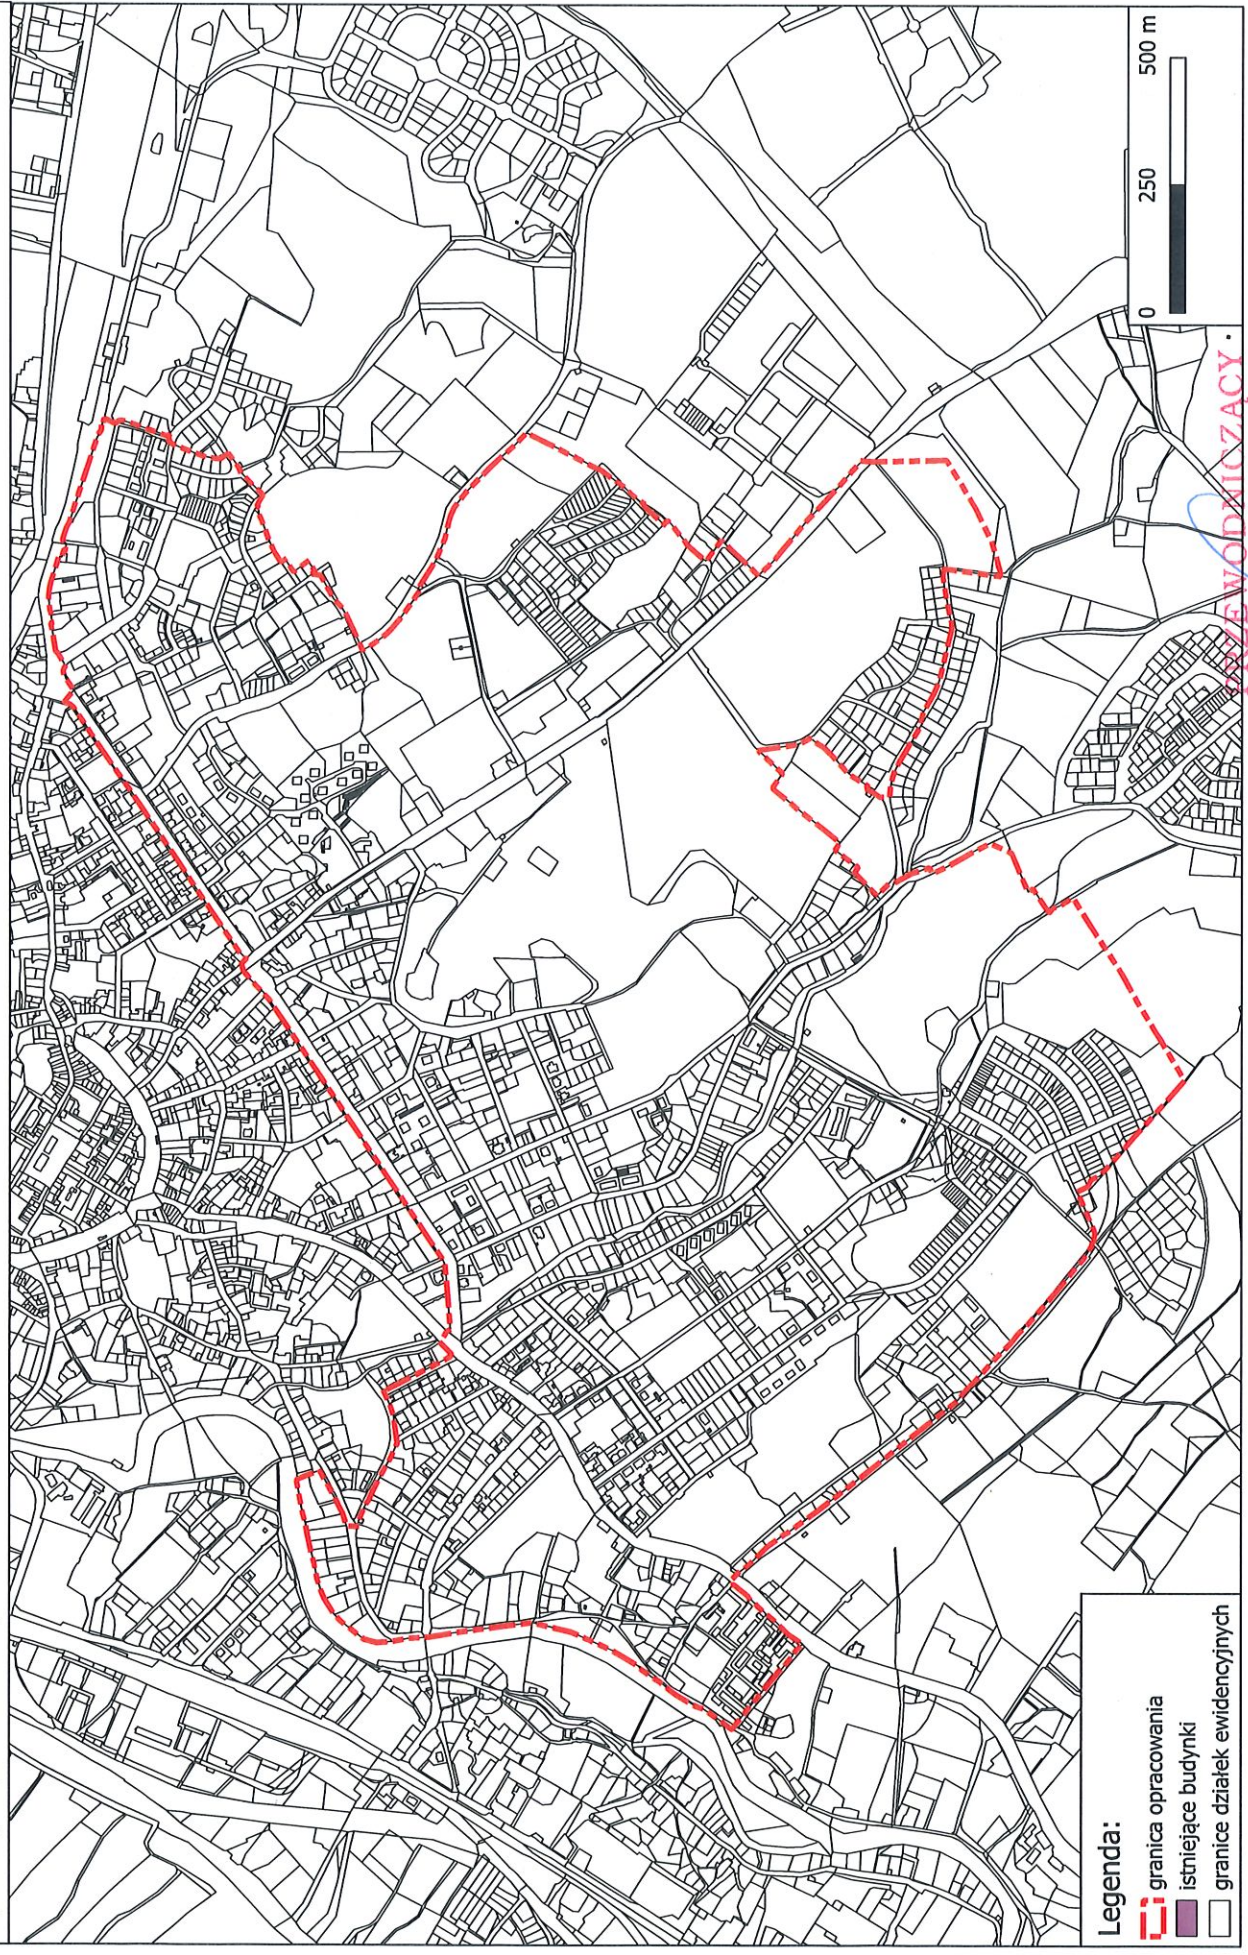 Legenda:
granica opracowania
istniejące budynki
granice działek ewidencyjnych
0 250 500 m
PRZEWODNICZĄCY